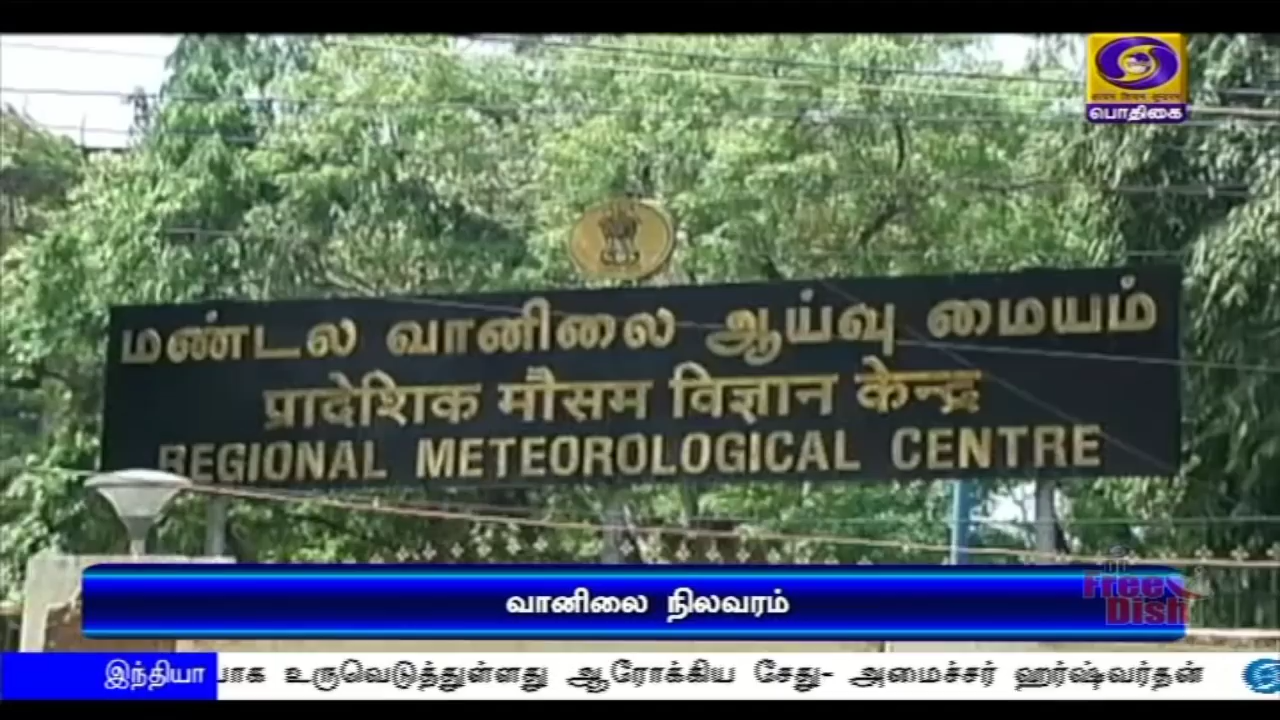 பொதிகை
மண்டல வானிலை ஆய்வு மையம்
प्रादेशिक मौसम विज्ञान केन्द्र
REGIONAL METEOROLOGICAL CENTRE
Free
Dish
வானிலை நிலவரம்
இந்தியா பாக உருவெடுத்துள்ளது ஆரோக்கிய சேது- அமைச்சர் ஹர்ஷ்வர்தன்